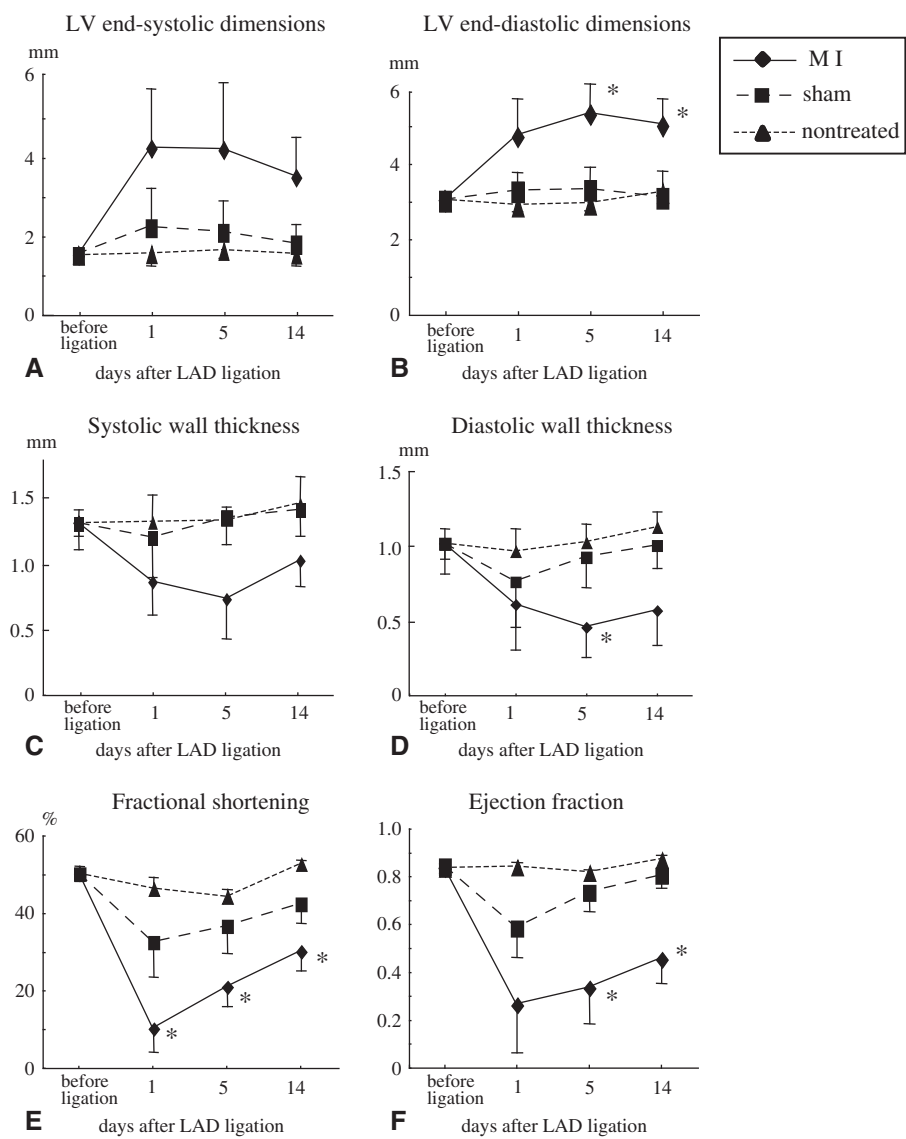 LV end-systolic dimensions
mm
6
4
2
0
before
ligation
1
5
14
A
days after LAD ligation
LV end-diastolic dimensions
mm
6
4
2
0
*
*
before
ligation
1
5
14
B
days after LAD ligation
M I
sham
nontreated
Systolic wall thickness
mm
1.5
1.0
0.5
0
before
ligation
1
5
14
C
days after LAD ligation
Diastolic wall thickness
mm
1.5
1.0
0.5
0
*
before
ligation
1
5
14
D
days after LAD ligation
Fractional shortening
%
60
40
20
0
*
*
*
before
ligation
1
5
14
E
days after LAD ligation
Ejection fraction
1.0
0.8
0.6
0.4
0.2
0.0
*
*
before
ligation
1
5
14
F
days after LAD ligation